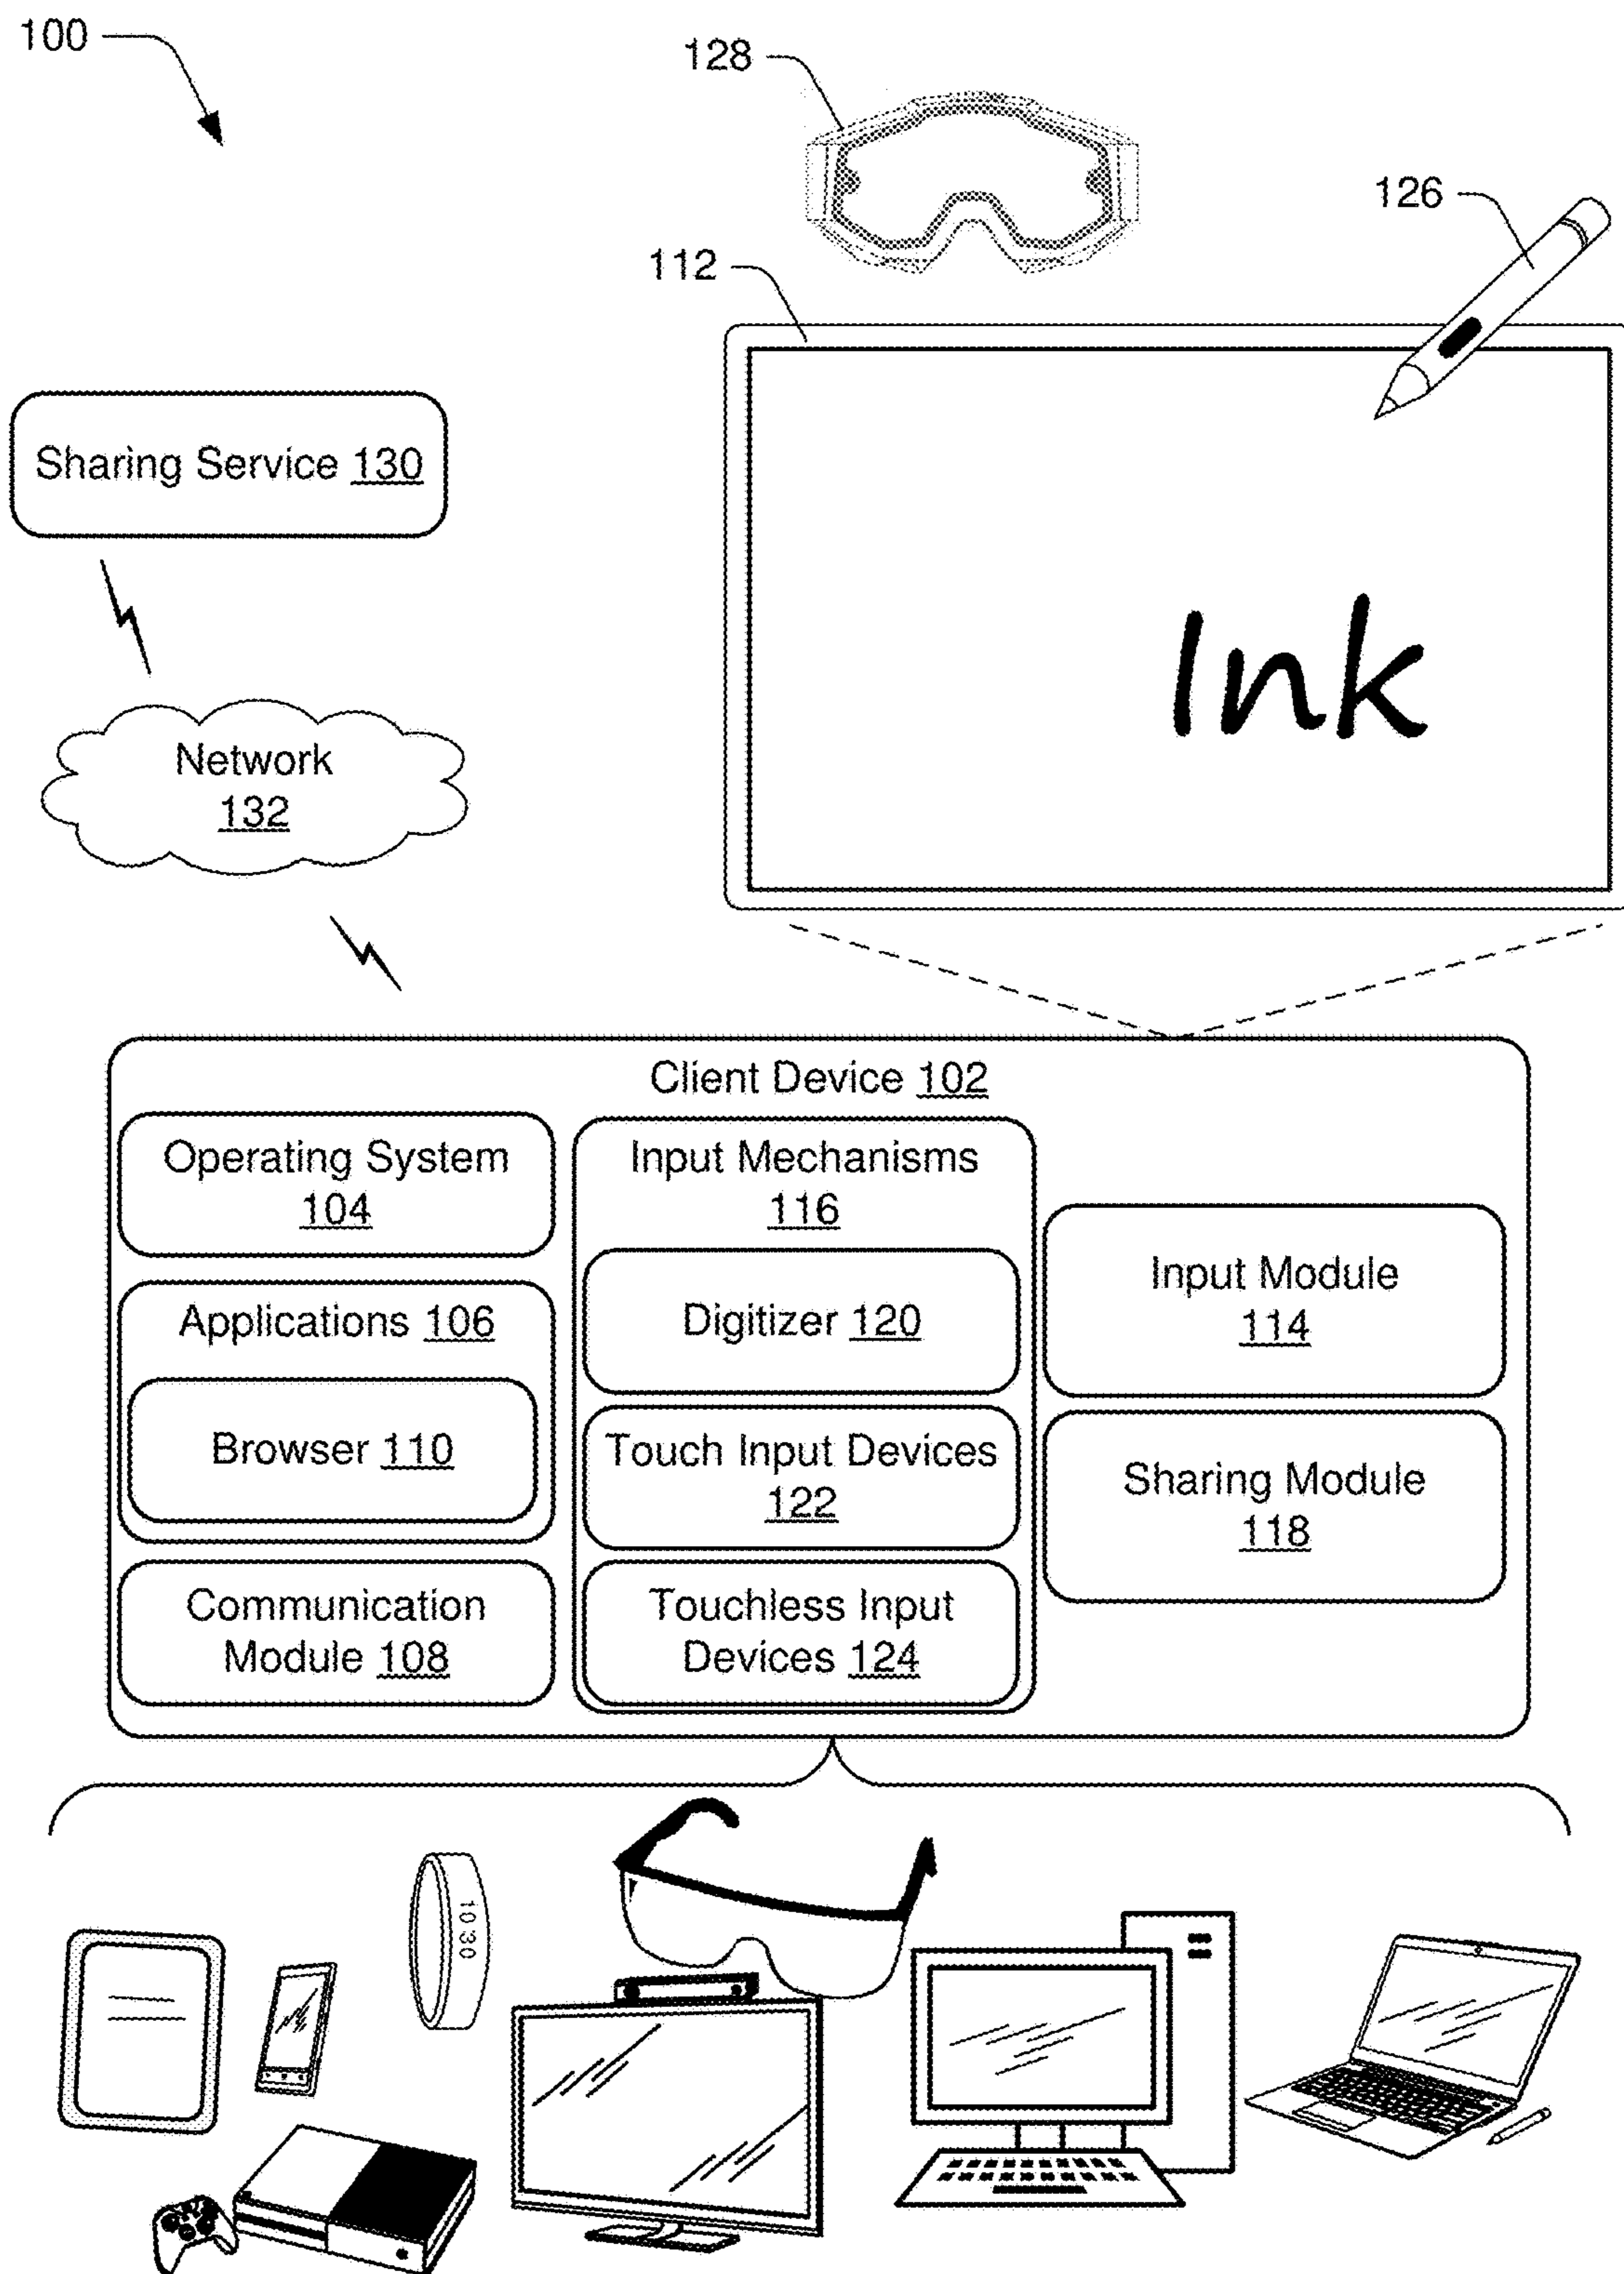 100
128
126
112
Sharing Service 130
Ink
Network
132
Client Device 102
Operating System
104
Applications 106
Browser 110
Communication
Module 108
Input Mechanisms
116
Digitizer 120
Touch Input Devices
122
Touchless Input
Devices 124
Input Module
114
Sharing Module
118
10:30